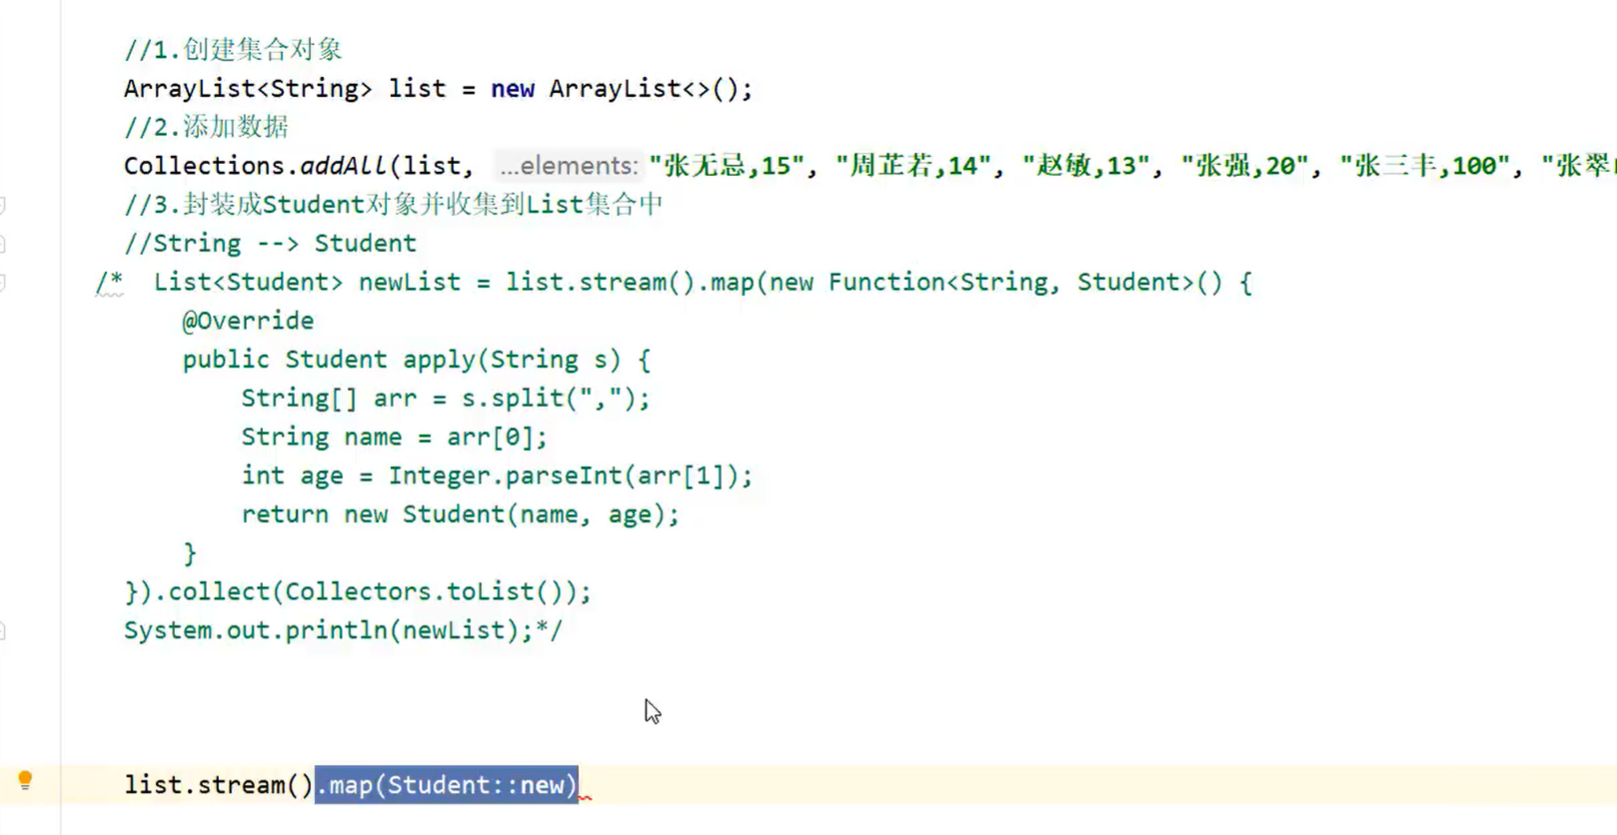 //1.创建集合对象
ArrayList<String> list = new ArrayList<>();
//2.添加数据
Collections.addAll(list, ...elements: "张无忌,15", "周芷若,14", "赵敏,13", "张强,20", "张三丰,100", "张翠
//3.封装成Student对象并收集到List集合中
//String --> Student
/* List<Student> newList = list.stream().map(new Function<String, Student>() {
@Override
public Student apply(String s) {
String[] arr = s.split(",");
String name = arr[0];
int age = Integer.parseInt(arr[1]);
return new Student(name, age);
}
}).collect(Collectors.toList());
System.out.println(newList);*/
list.stream().map(Student::new)